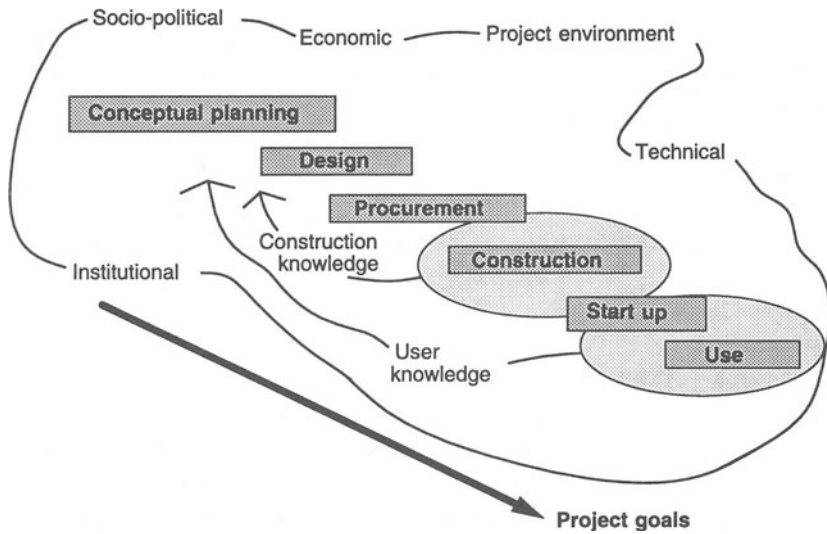 Socio-political
Economic
Project environment
Conceptual planning
Technical
Design
Procurement
Construction
knowledge
Construction
Institutional
Start up
User
knowledge
Use
Project goals